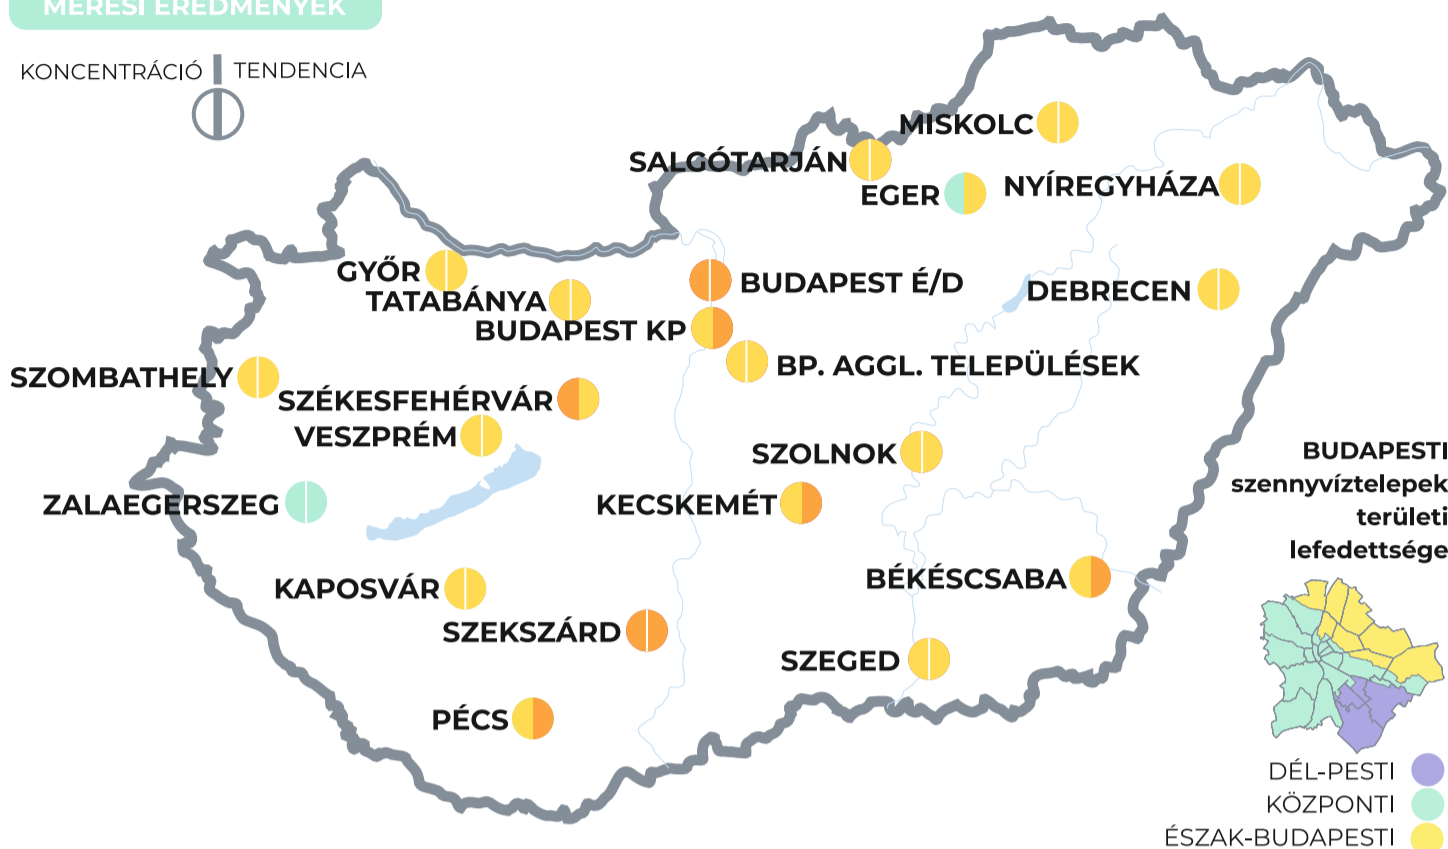 MÉRÉSI EREDMÉNYEK
KONCENTRÁCIÓ
TENDENCIA
MISKOLC
SALGÓTARJÁN
EGER
NYÍREGYHÁZA
GYŐR
TATABÁNYA
BUDAPEST É/D
DEBRECEN
BUDAPEST KP
BP. AGGL. TELEPÜLÉSEK
SZOMBATHELY
SZÉKESFEHÉRVÁR
VESZPRÉM
SZOLNOK
ZALAEGERSZEG
KECSKEMÉT
KAPOSVÁR
BÉKÉSCSABA
SZEKSZÁRD
SZEGED
PÉCS
BUDAPESTI
szennyvíztelepek
területi
lefedettsége
DÉL-PESTI
KÖZPONTI
ÉSZAK-BUDAPESTI